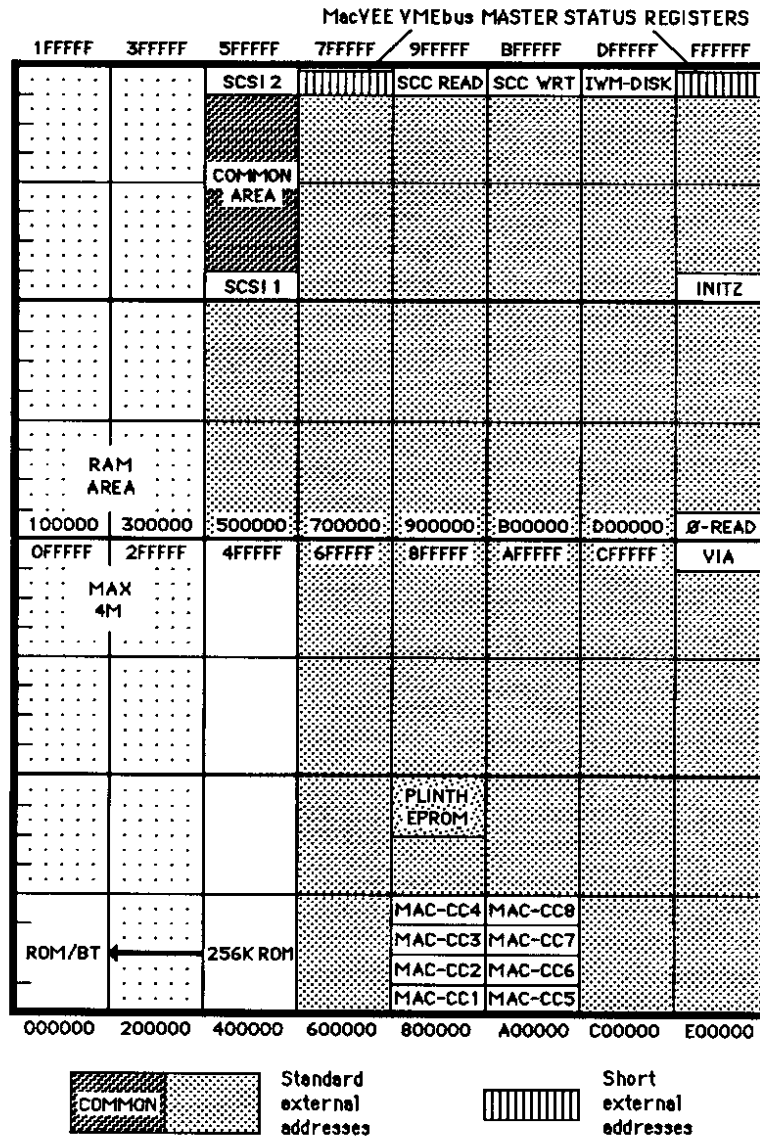 MacVEE VMEbus MASTER STATUS REGISTERS
1FFFFF 3FFFFF 5FFFFF 7FFFFF 9FFFFF BFFFFF DFFFFF FFFFFF
SCSI 2 SCC READ SCC WRT IWM-DISK
COMMON
AREA
SCSI 1 INITZ
RAM
AREA
100000 300000 500000 700000 900000 B00000 D00000 Ø-READ
0FFFFF 2FFFFF 4FFFFF 6FFFFF 8FFFFF AFFFFF CFFFFF VIA
MAX
4M
PLINTH
EPROM
MAC-CC4 MAC-CC8
MAC-CC3 MAC-CC7
ROM/BT 256K ROM
MAC-CC2 MAC-CC6
MAC-CC1 MAC-CC5
000000 200000 400000 600000 800000 A00000 C00000 E00000
COMMON
Standard
external
addresses
Short
external
addresses